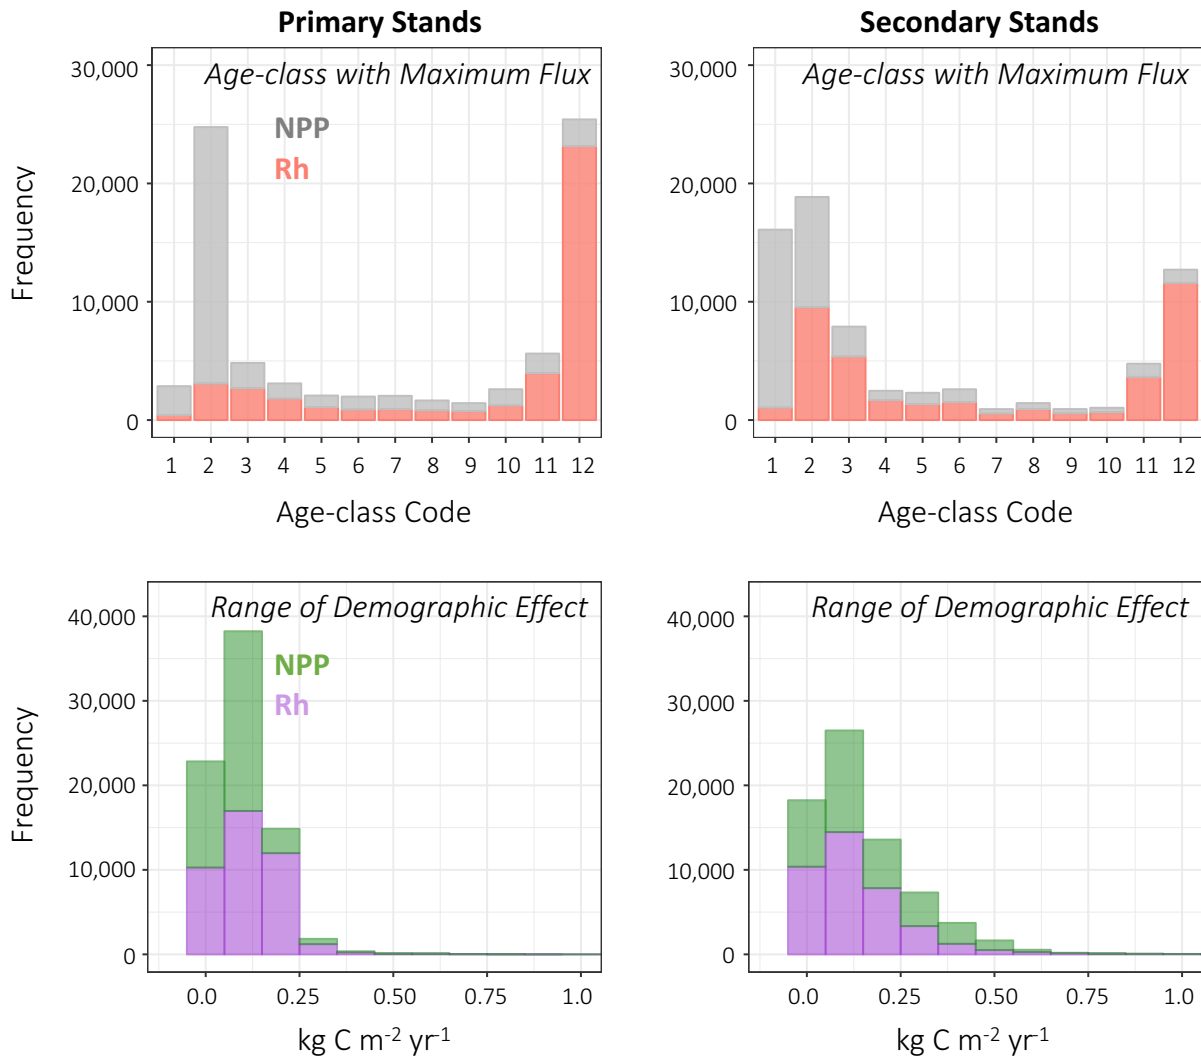 Primary Stands
Age-class with Maximum Flux
NPP
Rh
Frequency
30,000
20,000
10,000
0
1 2 3 4 5 6 7 8 9 10 11 12
Age-class Code
Secondary Stands
Age-class with Maximum Flux
30,000
20,000
10,000
0
1 2 3 4 5 6 7 8 9 10 11 12
Age-class Code
Range of Demographic Effect
NPP
Rh
Frequency
40,000
30,000
20,000
10,000
0
0.0 0.25 0.50 0.75 1.0
kg C m⁻² yr⁻¹
Range of Demographic Effect
40,000
30,000
20,000
10,000
0
0.0 0.25 0.50 0.75 1.0
kg C m⁻² yr⁻¹